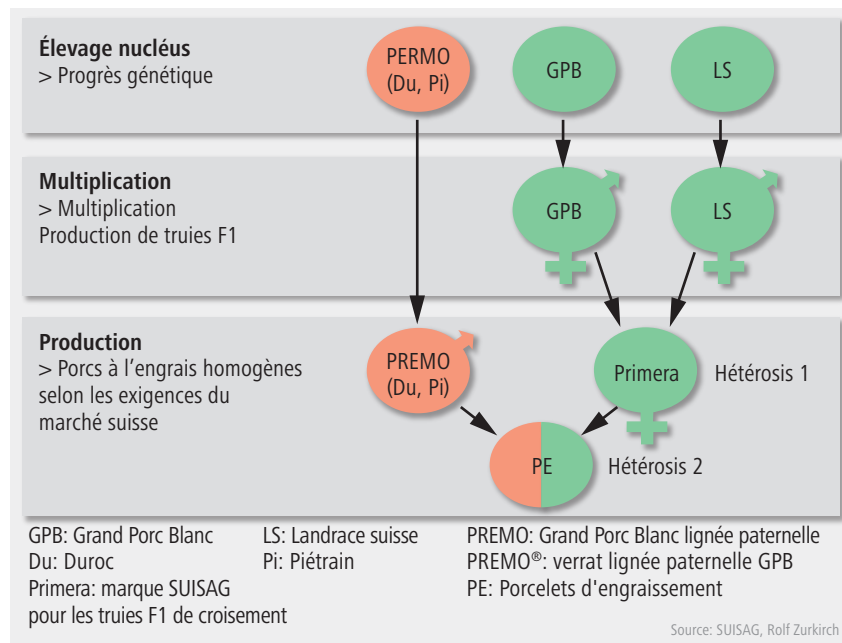 Élevage nucléus
> Progrès génétique
PERMO
(Du, Pi)
GPB
LS
Multiplication
> Multiplication
Production de truies F1
GPB
LS
Production
> Porcs à l'engrais homogènes
selon les exigences du
marché suisse
PREMO
(Du, Pi)
Primera
Hétérosis 1
PE
Hétérosis 2
GPB: Grand Porc Blanc
LS: Landrace suisse
PREMO: Grand Porc Blanc lignée paternelle
Du: Duroc
Pi: Piétrain
PREMO®: verrat lignée paternelle GPB
Primera: marque SUISAG
pour les truies F1 de croisement
PE: Porcelets d'engraissement
Source: SUISAG, Rolf Zurkirch